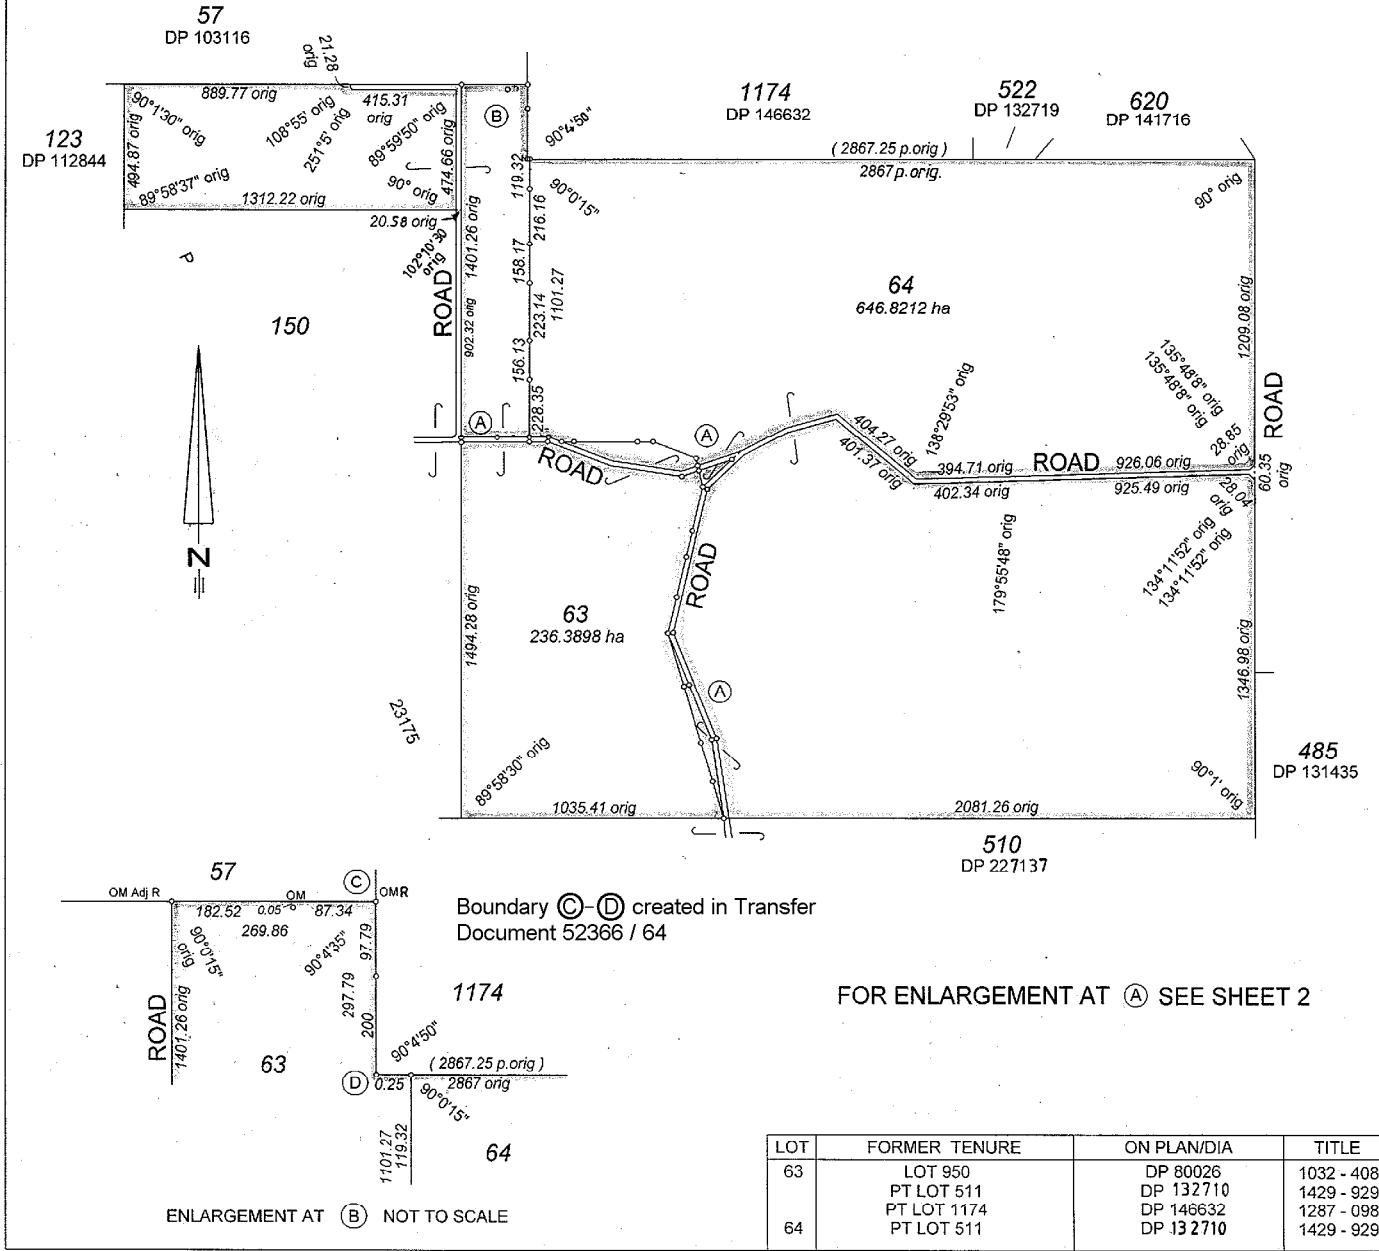 57
DP 103116
21.28
orig
889.77 orig
415.31
orig
90°1'30" orig
108°55' orig
251°5' orig
89°59'50" orig
474.66 orig
B
90°4'50"
1174
DP 146632
522
DP 132719
620
DP 141716
123
DP 112844
494.87 orig
89°58'37" orig
1312.22 orig
90° orig
20.58 orig
102°10'30
orig
119.32
90°0'15"
( 2867.25 p.orig )
2867 p.orig.
90° orig
P
150
ROAD
1401.26 orig
902.32 orig
216.16
158.17
223.14
1101.27
156.13
228.35
64
646.8212 ha
1209.08 orig
135°48'8" orig
135°48'8" orig
ROAD
A
A
ROAD
404.27 orig
401.37 orig
138°29'53" orig
394.71 orig
ROAD
926.06 orig
28.85
orig
402.34 orig
925.49 orig
28.04
orig
60.35
orig
N
ROAD
179°55'48" orig
134°11'52" orig
134°11'52" orig
63
236.3898 ha
1494.28 orig
1346.98 orig
A
23175
89°58'30" orig
1035.41 orig
2081.26 orig
90°1' orig
485
DP 131435
510
DP 227137
57
C
OM Adj R
OM
OMR
182.52
0.05
87.34
269.86
90°0'15"
orig
90°4'35"
97.79
297.79
200
Boundary C-D created in Transfer
Document 52366 / 64
1174
ROAD
1401.26 orig
63
90°4'50"
( 2867.25 p.orig )
D
0.25
2867 orig
90°0'15"
1101.27
119.32
64
ENLARGEMENT AT B NOT TO SCALE
FOR ENLARGEMENT AT A SEE SHEET 2
LOT FORMER TENURE ON PLAN/DIA TITLE
63 LOT 950 DP 80026 1032 - 408
PT LOT 511 DP 132710 1429 - 929
PT LOT 1174 DP 146632 1287 - 098
64 PT LOT 511 DP 132710 1429 - 929